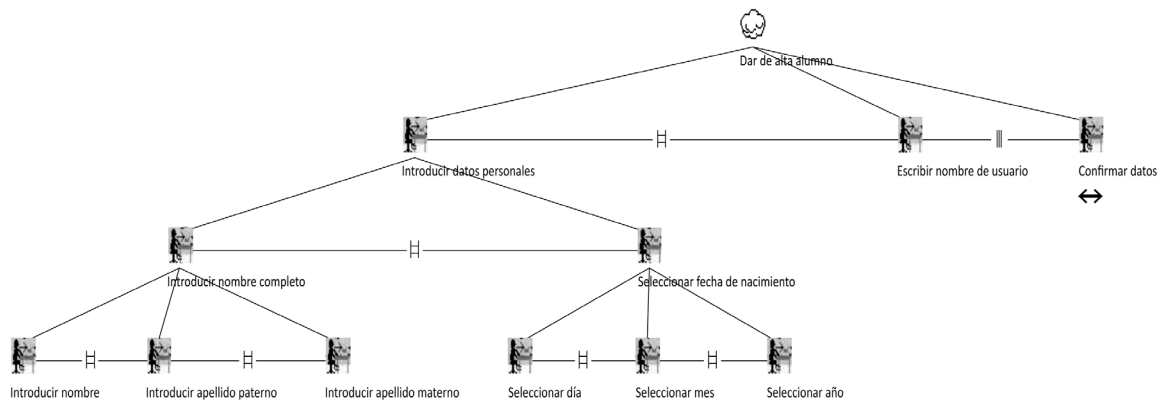 Dar de alta alumno
Introducir datos personales
Escribir nombre de usuario
Confirmar datos
Introducir nombre completo
Seleccionar fecha de nacimiento
Introducir nombre
Introducir apellido paterno
Introducir apellido materno
Seleccionar día
Seleccionar mes
Seleccionar año